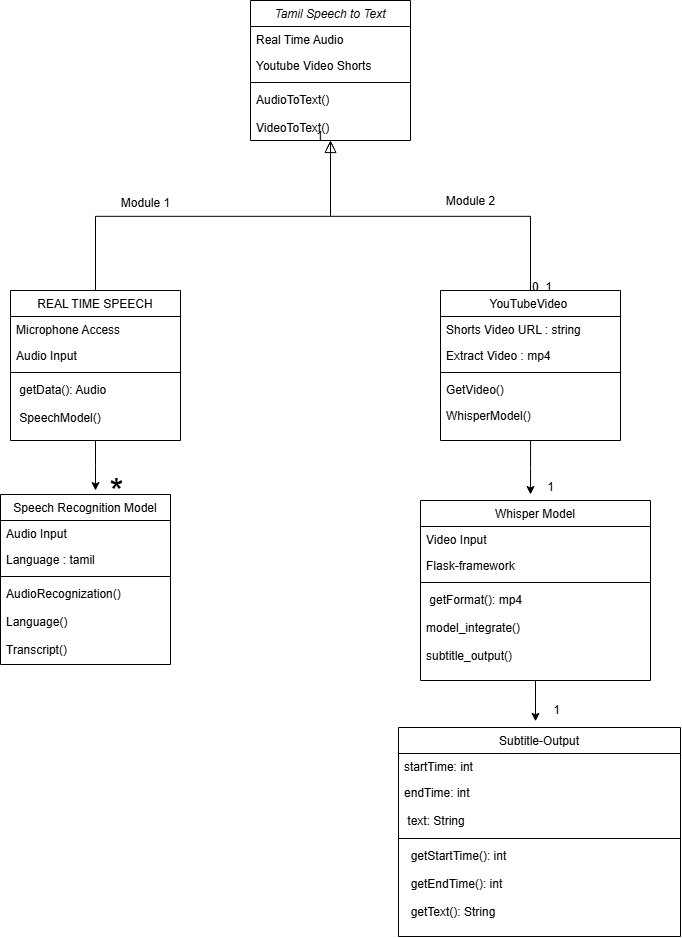 Tamil Speech to Text
Real Time Audio
Youtube Video Shorts
AudioToText()
VideoToText()
1
Module 1
Module 2
0..1
REAL TIME SPEECH
Microphone Access
Audio Input
getData(): Audio
SpeechModel()
YouTubeVideo
Shorts Video URL : string
Extract Video : mp4
GetVideo()
WhisperModel()
*
1
Speech Recognition Model
Audio Input
Language : tamil
AudioRecognization()
Language()
Transcript()
Whisper Model
Video Input
Flask-framework
getFormat(): mp4
model_integrate()
subtitle_output()
1
Subtitle-Output
startTime: int
endTime: int
text: String
getStartTime(): int
getEndTime(): int
getText(): String